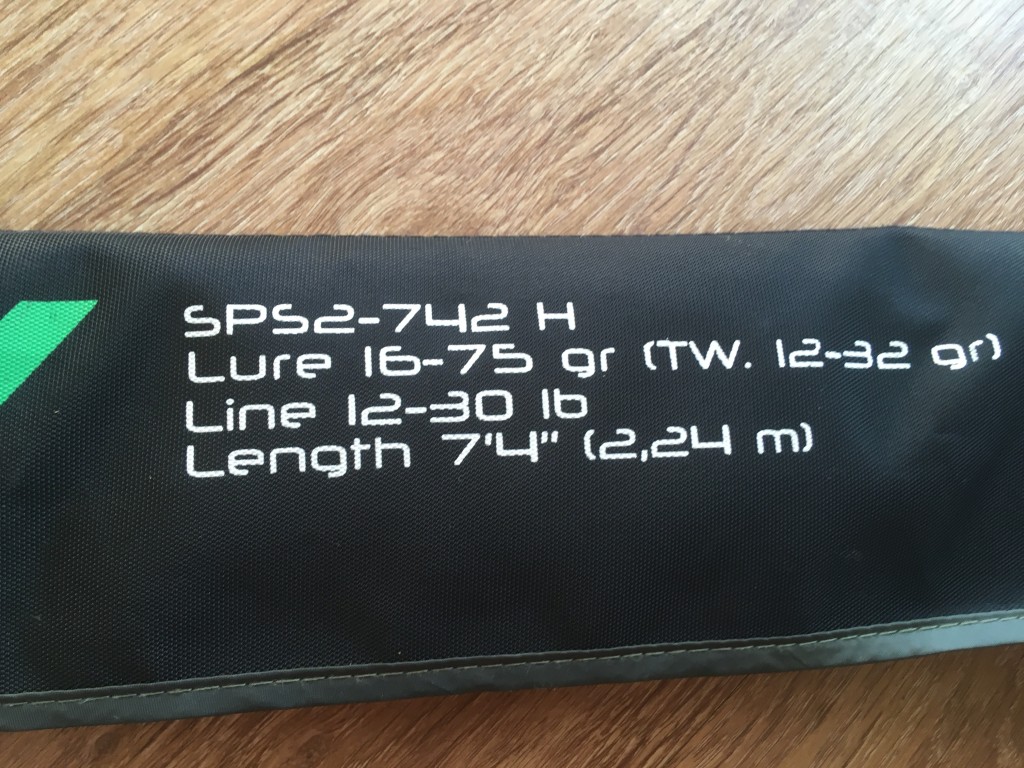 SPS2-742 H
Lure 16-75 gr (TW. 12-32 gr)
Line 12-30 lb
Length 7'4" (2,24 m)